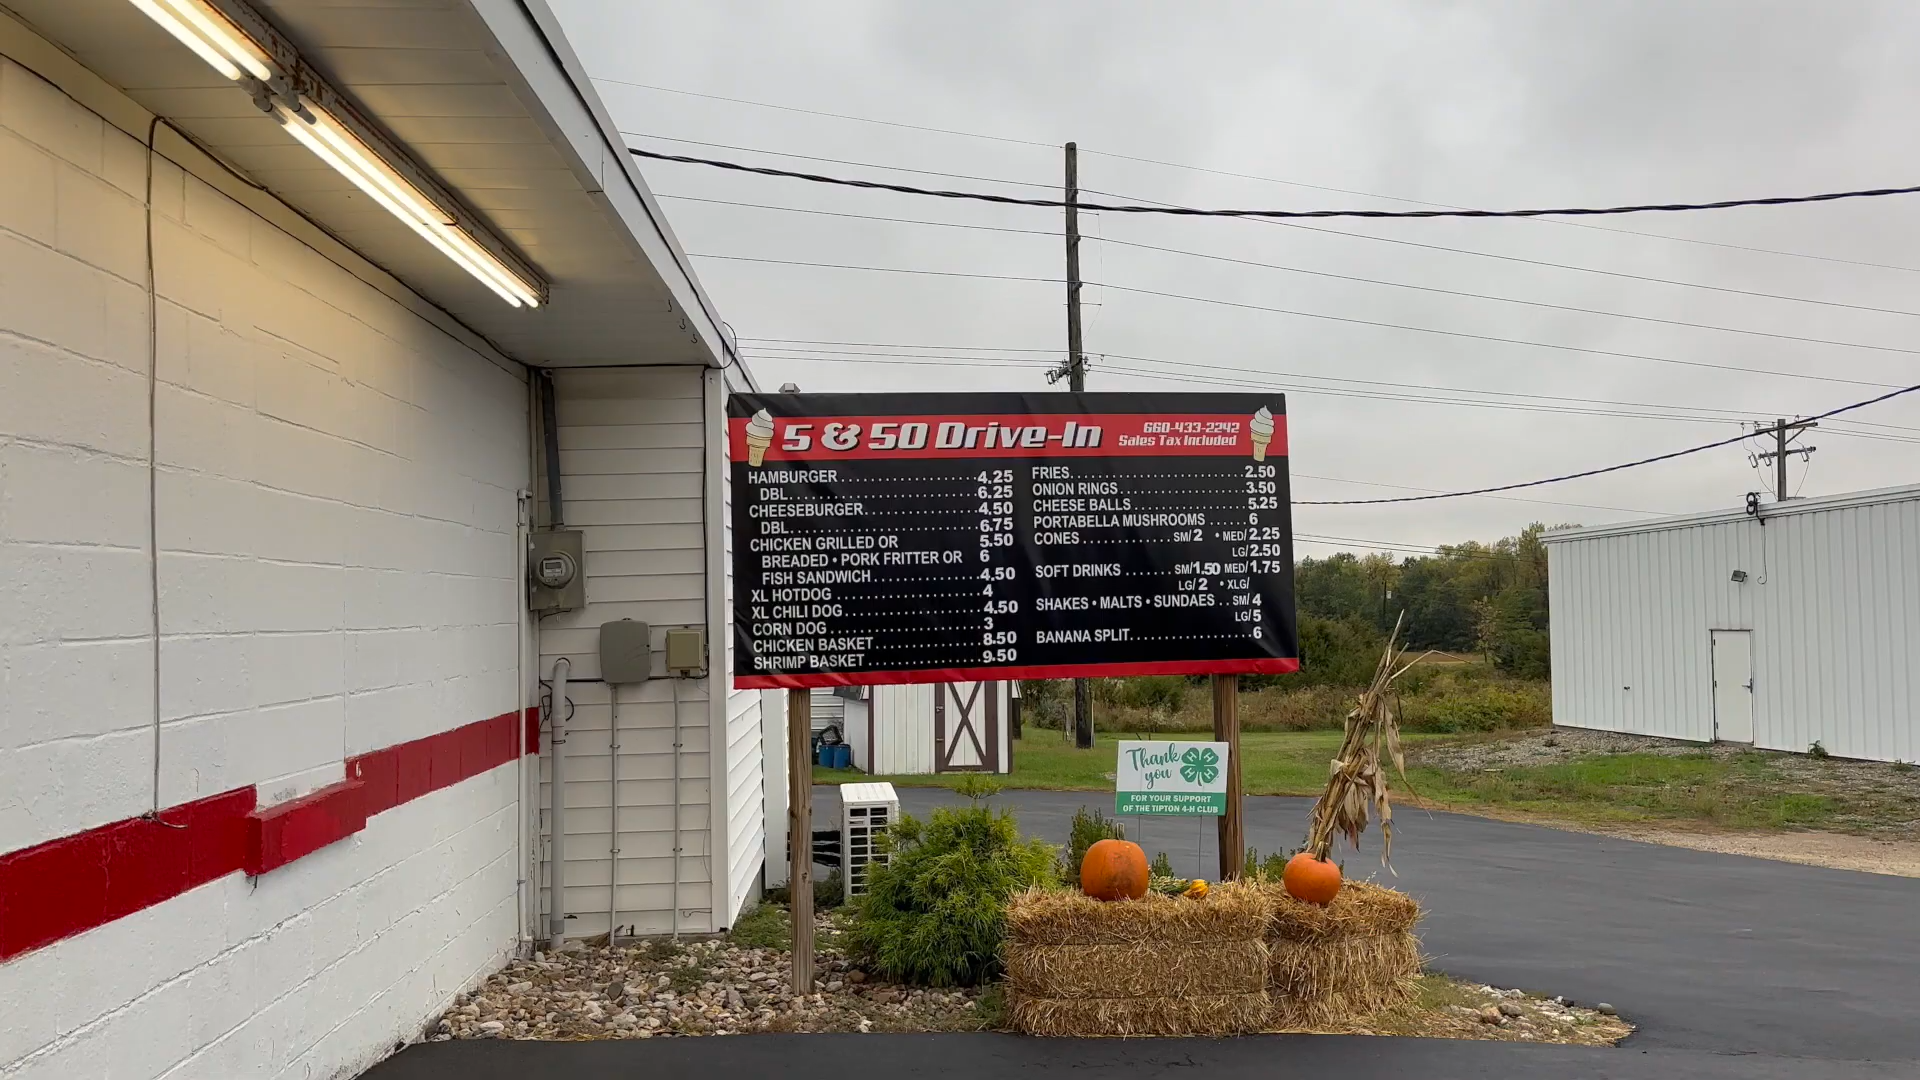 5 & 50 Drive-In
660-433-2242
Sales Tax Included
HAMBURGER 4.25
DBL 6.25
CHEESEBURGER 4.50
DBL 6.75
CHICKEN GRILLED OR 5.50
BREADED • PORK FRITTER OR 6
FISH SANDWICH 4.50
XL HOTDOG 4
XL CHILI DOG 4.50
CORN DOG 3
CHICKEN BASKET 8.50
SHRIMP BASKET 9.50
FRIES 2.50
ONION RINGS 3.50
CHEESE BALLS 5.25
PORTABELLA MUSHROOMS 6
CONES SM/2 • MED/2.25
LG/2.50
SOFT DRINKS SM/1.50 MED/1.75
LG/2 • XLG/
SHAKES • MALTS • SUNDAES SM/4
LG/5
BANANA SPLIT 6
Thank
you
H H
H H
FOR YOUR SUPPORT
OF THE TIPTON 4-H CLUB